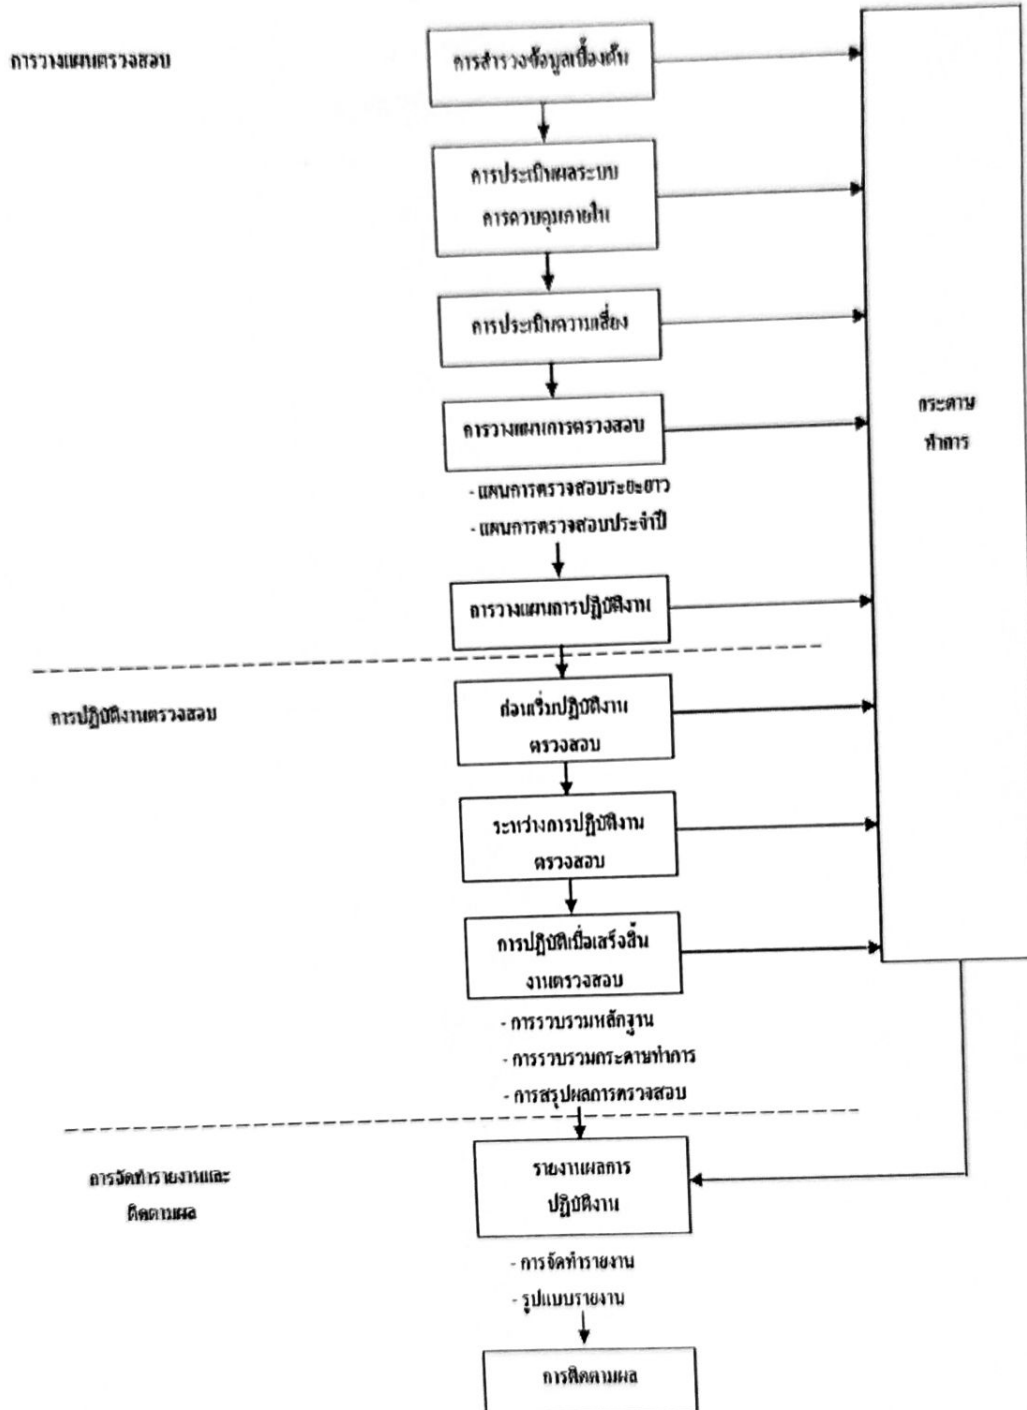 การวางแผนตรวจสอบ
การสำรวจข้อมูลเบื้องต้น
การประเมินผลระบบ
การควบคุมภายใน
การประเมินความเสี่ยง
การวางแผนการตรวจสอบ
- แผนการตรวจสอบระยะยาว
- แผนการตรวจสอบประจำปี
การวางแผนการปฏิบัติงาน
กระดาษ
ทำการ
การปฏิบัติงานตรวจสอบ
ก่อนเริ่มปฏิบัติงาน
ตรวจสอบ
ระหว่างการปฏิบัติงาน
ตรวจสอบ
การปฏิบัติเมื่อเสร็จสิ้น
งานตรวจสอบ
- การรวบรวมหลักฐาน
- การรวบรวมกระดาษทำการ
- การสรุปผลการตรวจสอบ
การจัดทำรายงานและ
ติดตามผล
รายงานผลการ
ปฏิบัติงาน
- การจัดทำรายงาน
- รูปแบบรายงาน
การติดตามผล